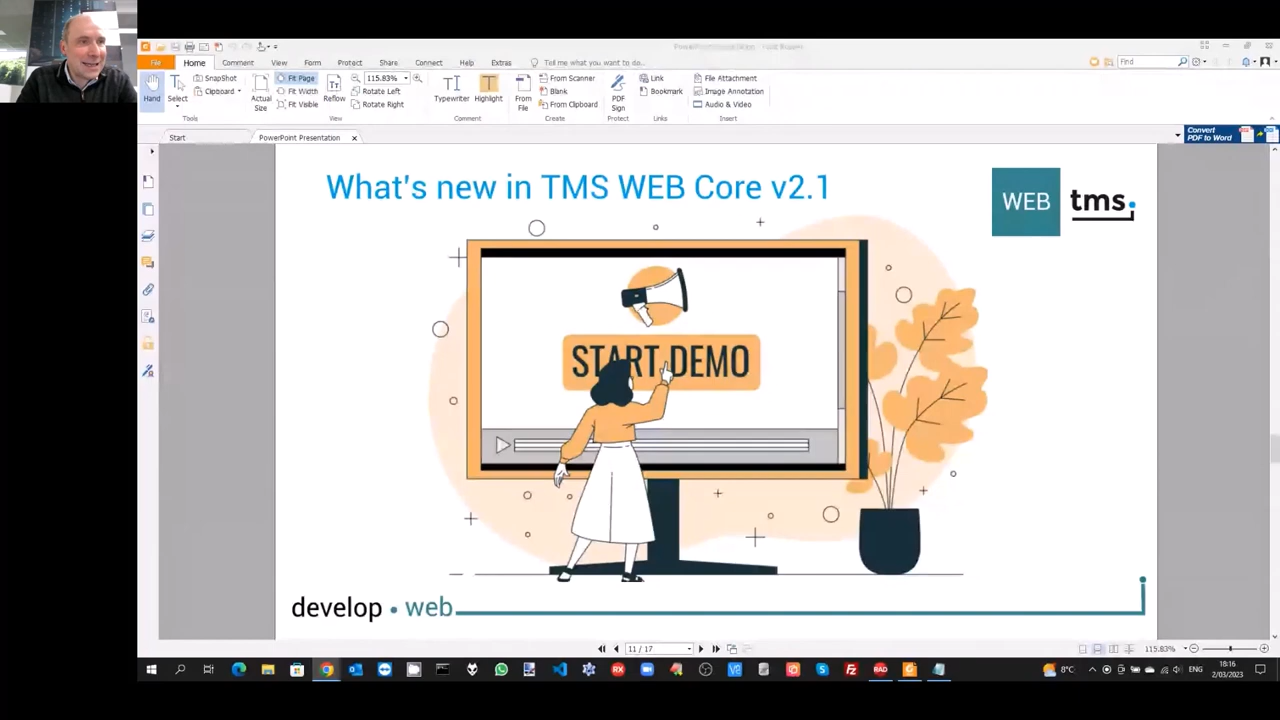 File Home Comment View Form Protect Share Connect Help Extras Tell me what you want to do... Find
Hand
Select
SnapShot
Clipboard
Tools
Actual Size
Fit Page
Fit Width
Fit Visible
Reflow
115.83%
Rotate Left
Rotate Right
View
Typewriter
Highlight
Comment
From File
From Scanner
Blank
From Clipboard
Create
PDF Sign
Protect
Link
Bookmark
Links
File Attachment
Image Annotation
Audio & Video
Insert
Start PowerPoint Presentation
Convert
PDF to Word
What's new in TMS WEB Core v2.1
WEB tms
START DEMO
develop • web
11 / 17
115.83%
8°C
ENG
18:16
2/03/2023